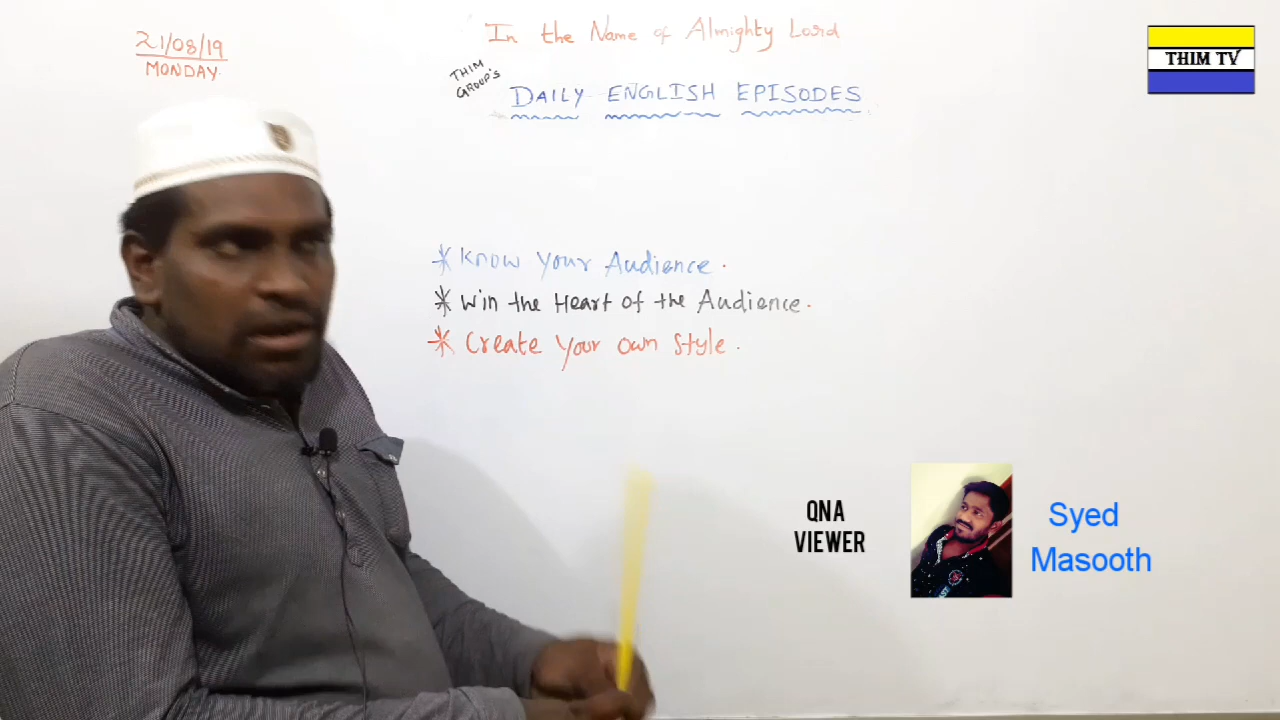 21/08/19
MONDAY
In the Name of Almighty Lord
THIM
GROUP'S
DAILY ENGLISH EPISODES
THIM TV
* Know Your Audience.
* Win the Heart of the Audience.
* Create Your Own Style.
QNA
VIEWER
Syed
Masooth